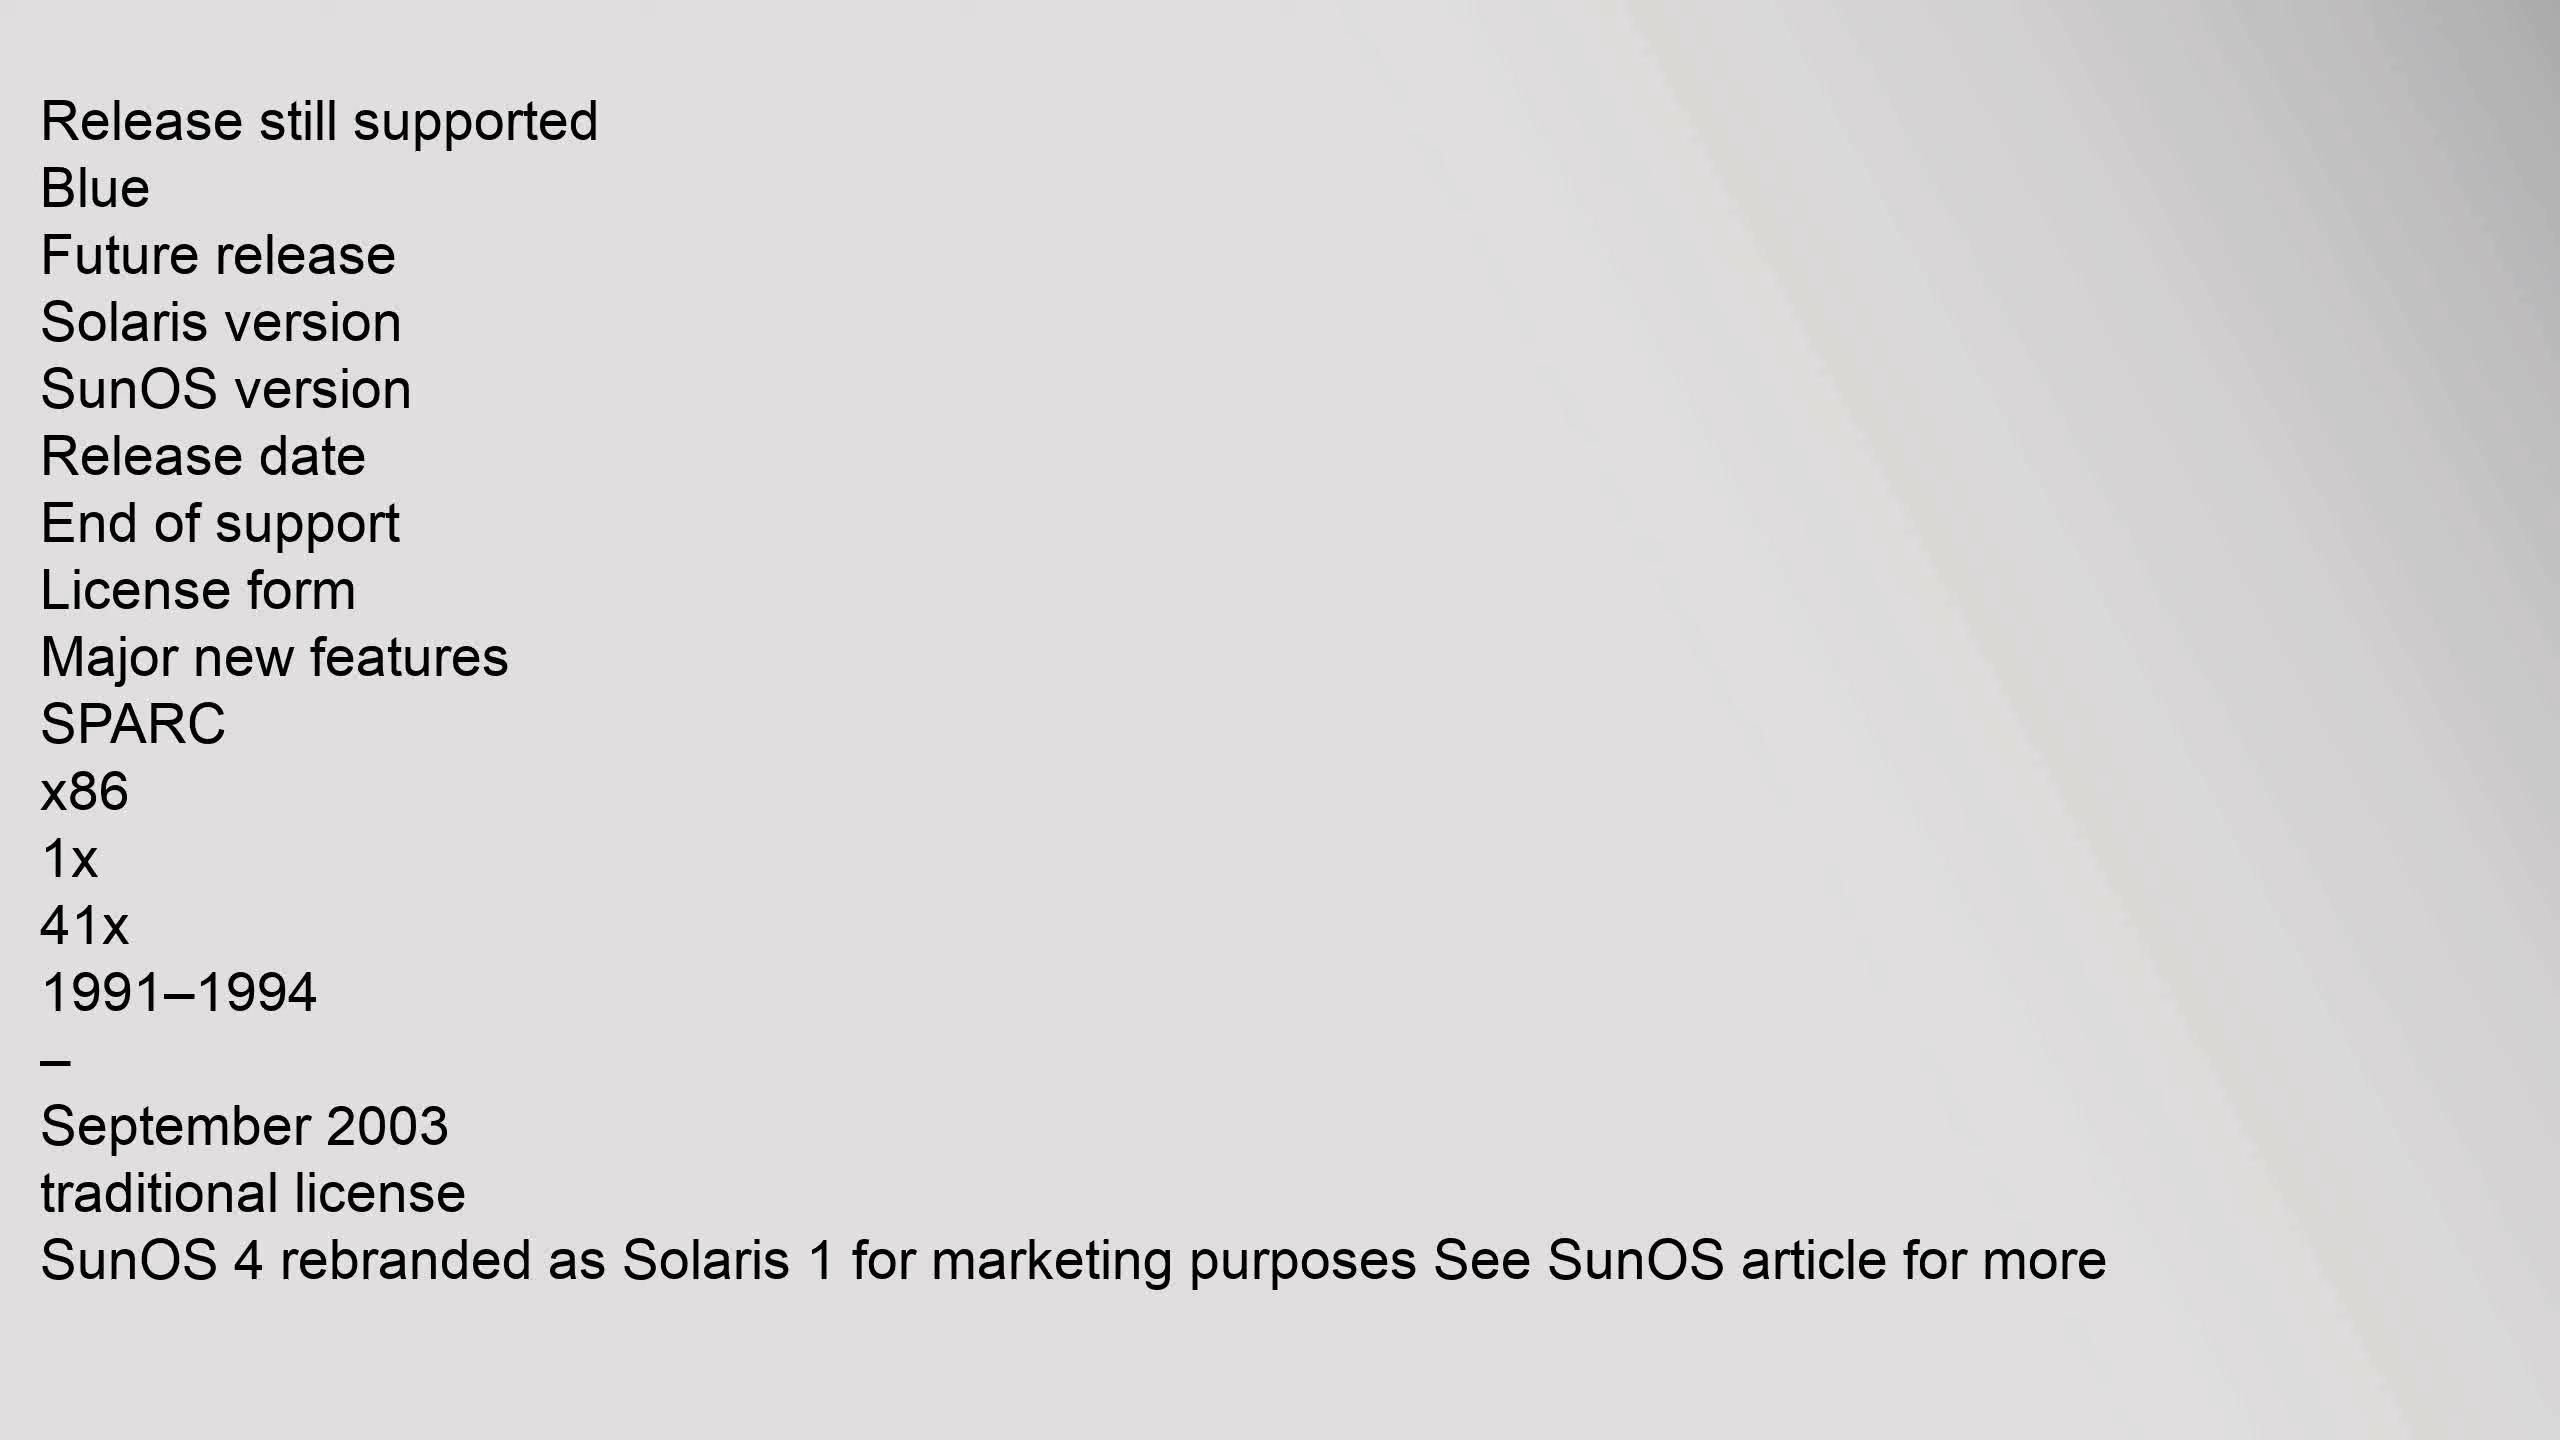 Release still supported
Blue
Future release
Solaris version
SunOS version
Release date
End of support
License form
Major new features
SPARC
x86
1x
41x
1991–1994
–
September 2003
traditional license
SunOS 4 rebranded as Solaris 1 for marketing purposes See SunOS article for more